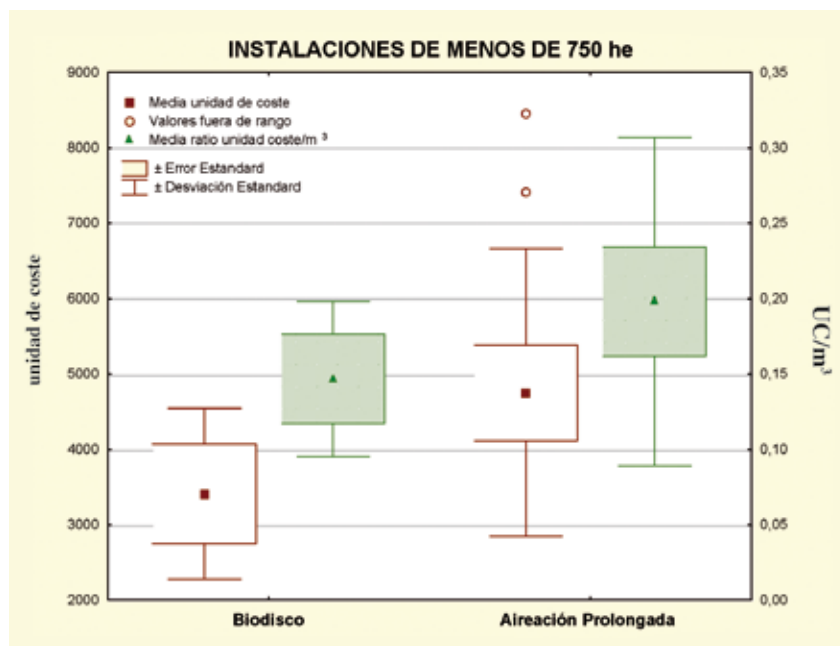 INSTALACIONES DE MENOS DE 750 he
9000
8000
7000
6000
5000
4000
3000
2000
unidad de coste
Media unidad de coste
Valores fuera de rango
Media ratio unidad coste/m ³
± Error Estandard
± Desviación Estandard
0,35
0,30
0,25
0,20
0,15
0,10
0,05
0,00
UC/m³
Biodisco
Aireación Prolongada